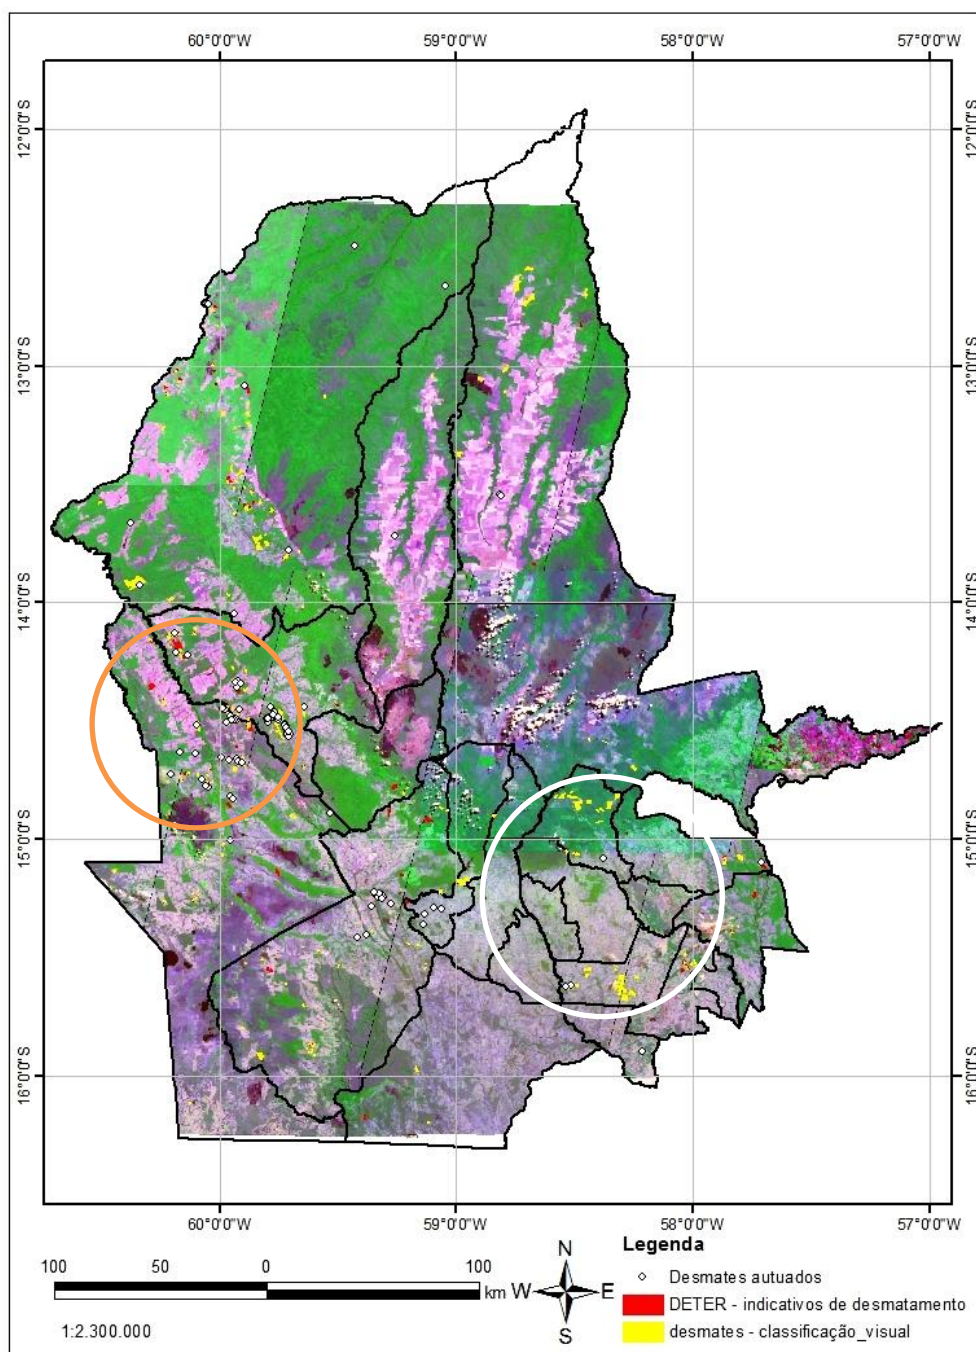 60°0'0"W 59°0'0"W 58°0'0"W 57°0'0"W
12°0'0"S 12°0'0"S
13°0'0"S 13°0'0"S
14°0'0"S 14°0'0"S
15°0'0"S 15°0'0"S
16°0'0"S 16°0'0"S
60°0'0"W 59°0'0"W 58°0'0"W 57°0'0"W
100 50 0 100
km
1:2.300.000
N
W E
S
Legenda
Desmates autuados
DETER - indicativos de desmatamento
desmates - classificação_visual